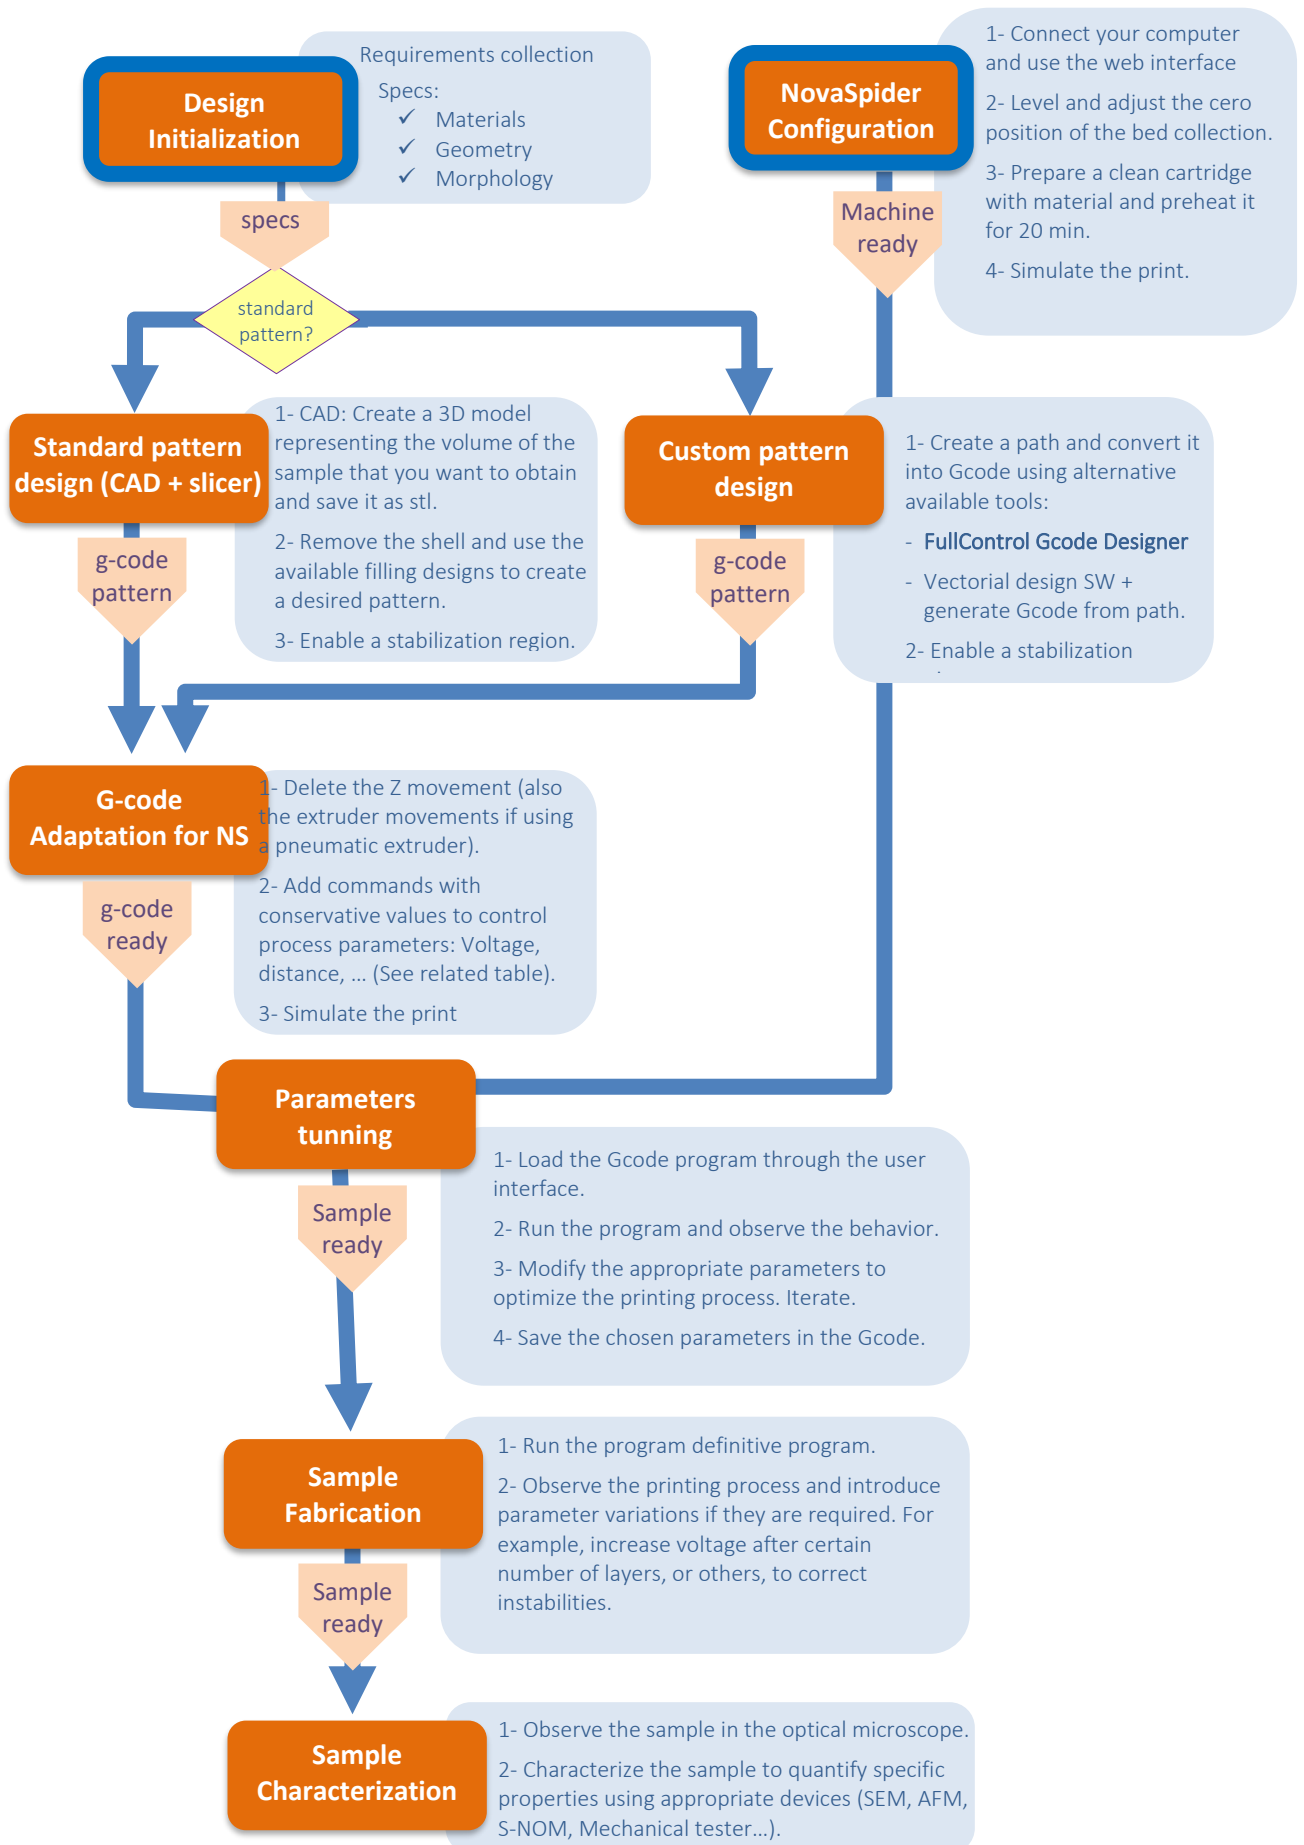 Design
Initialization
Requirements collection
Specs:
✓ Materials
✓ Geometry
✓ Morphology
NovaSpider
Configuration
1- Connect your computer
and use the web interface
2- Level and adjust the cero
position of the bed collection.
3- Prepare a clean cartridge
with material and preheat it
for 20 min.
4- Simulate the print.
specs
Machine
ready
standard
pattern?
Standard pattern
design (CAD + slicer)
1- CAD: Create a 3D model
representing the volume of the
sample that you want to obtain
and save it as stl.
2- Remove the shell and use the
available filling designs to create
a desired pattern.
3- Enable a stabilization region.
Custom pattern
design
1- Create a path and convert it
into Gcode using alternative
available tools:
- FullControl Gcode Designer
- Vectorial design SW +
generate Gcode from path.
2- Enable a stabilization
g-code
pattern
g-code
pattern
G-code
Adaptation for NS
1- Delete the Z movement (also
the extruder movements if using
a pneumatic extruder).
2- Add commands with
conservative values to control
process parameters: Voltage,
distance, ... (See related table).
3- Simulate the print
g-code
ready
Parameters
tunning
1- Load the Gcode program through the user
interface.
2- Run the program and observe the behavior.
3- Modify the appropriate parameters to
optimize the printing process. Iterate.
4- Save the chosen parameters in the Gcode.
Sample
ready
Sample
Fabrication
1- Run the program definitive program.
2- Observe the printing process and introduce
parameter variations if they are required. For
example, increase voltage after certain
number of layers, or others, to correct
instabilities.
Sample
ready
Sample
Characterization
1- Observe the sample in the optical microscope.
2- Characterize the sample to quantify specific
properties using appropriate devices (SEM, AFM,
S-NOM, Mechanical tester...).